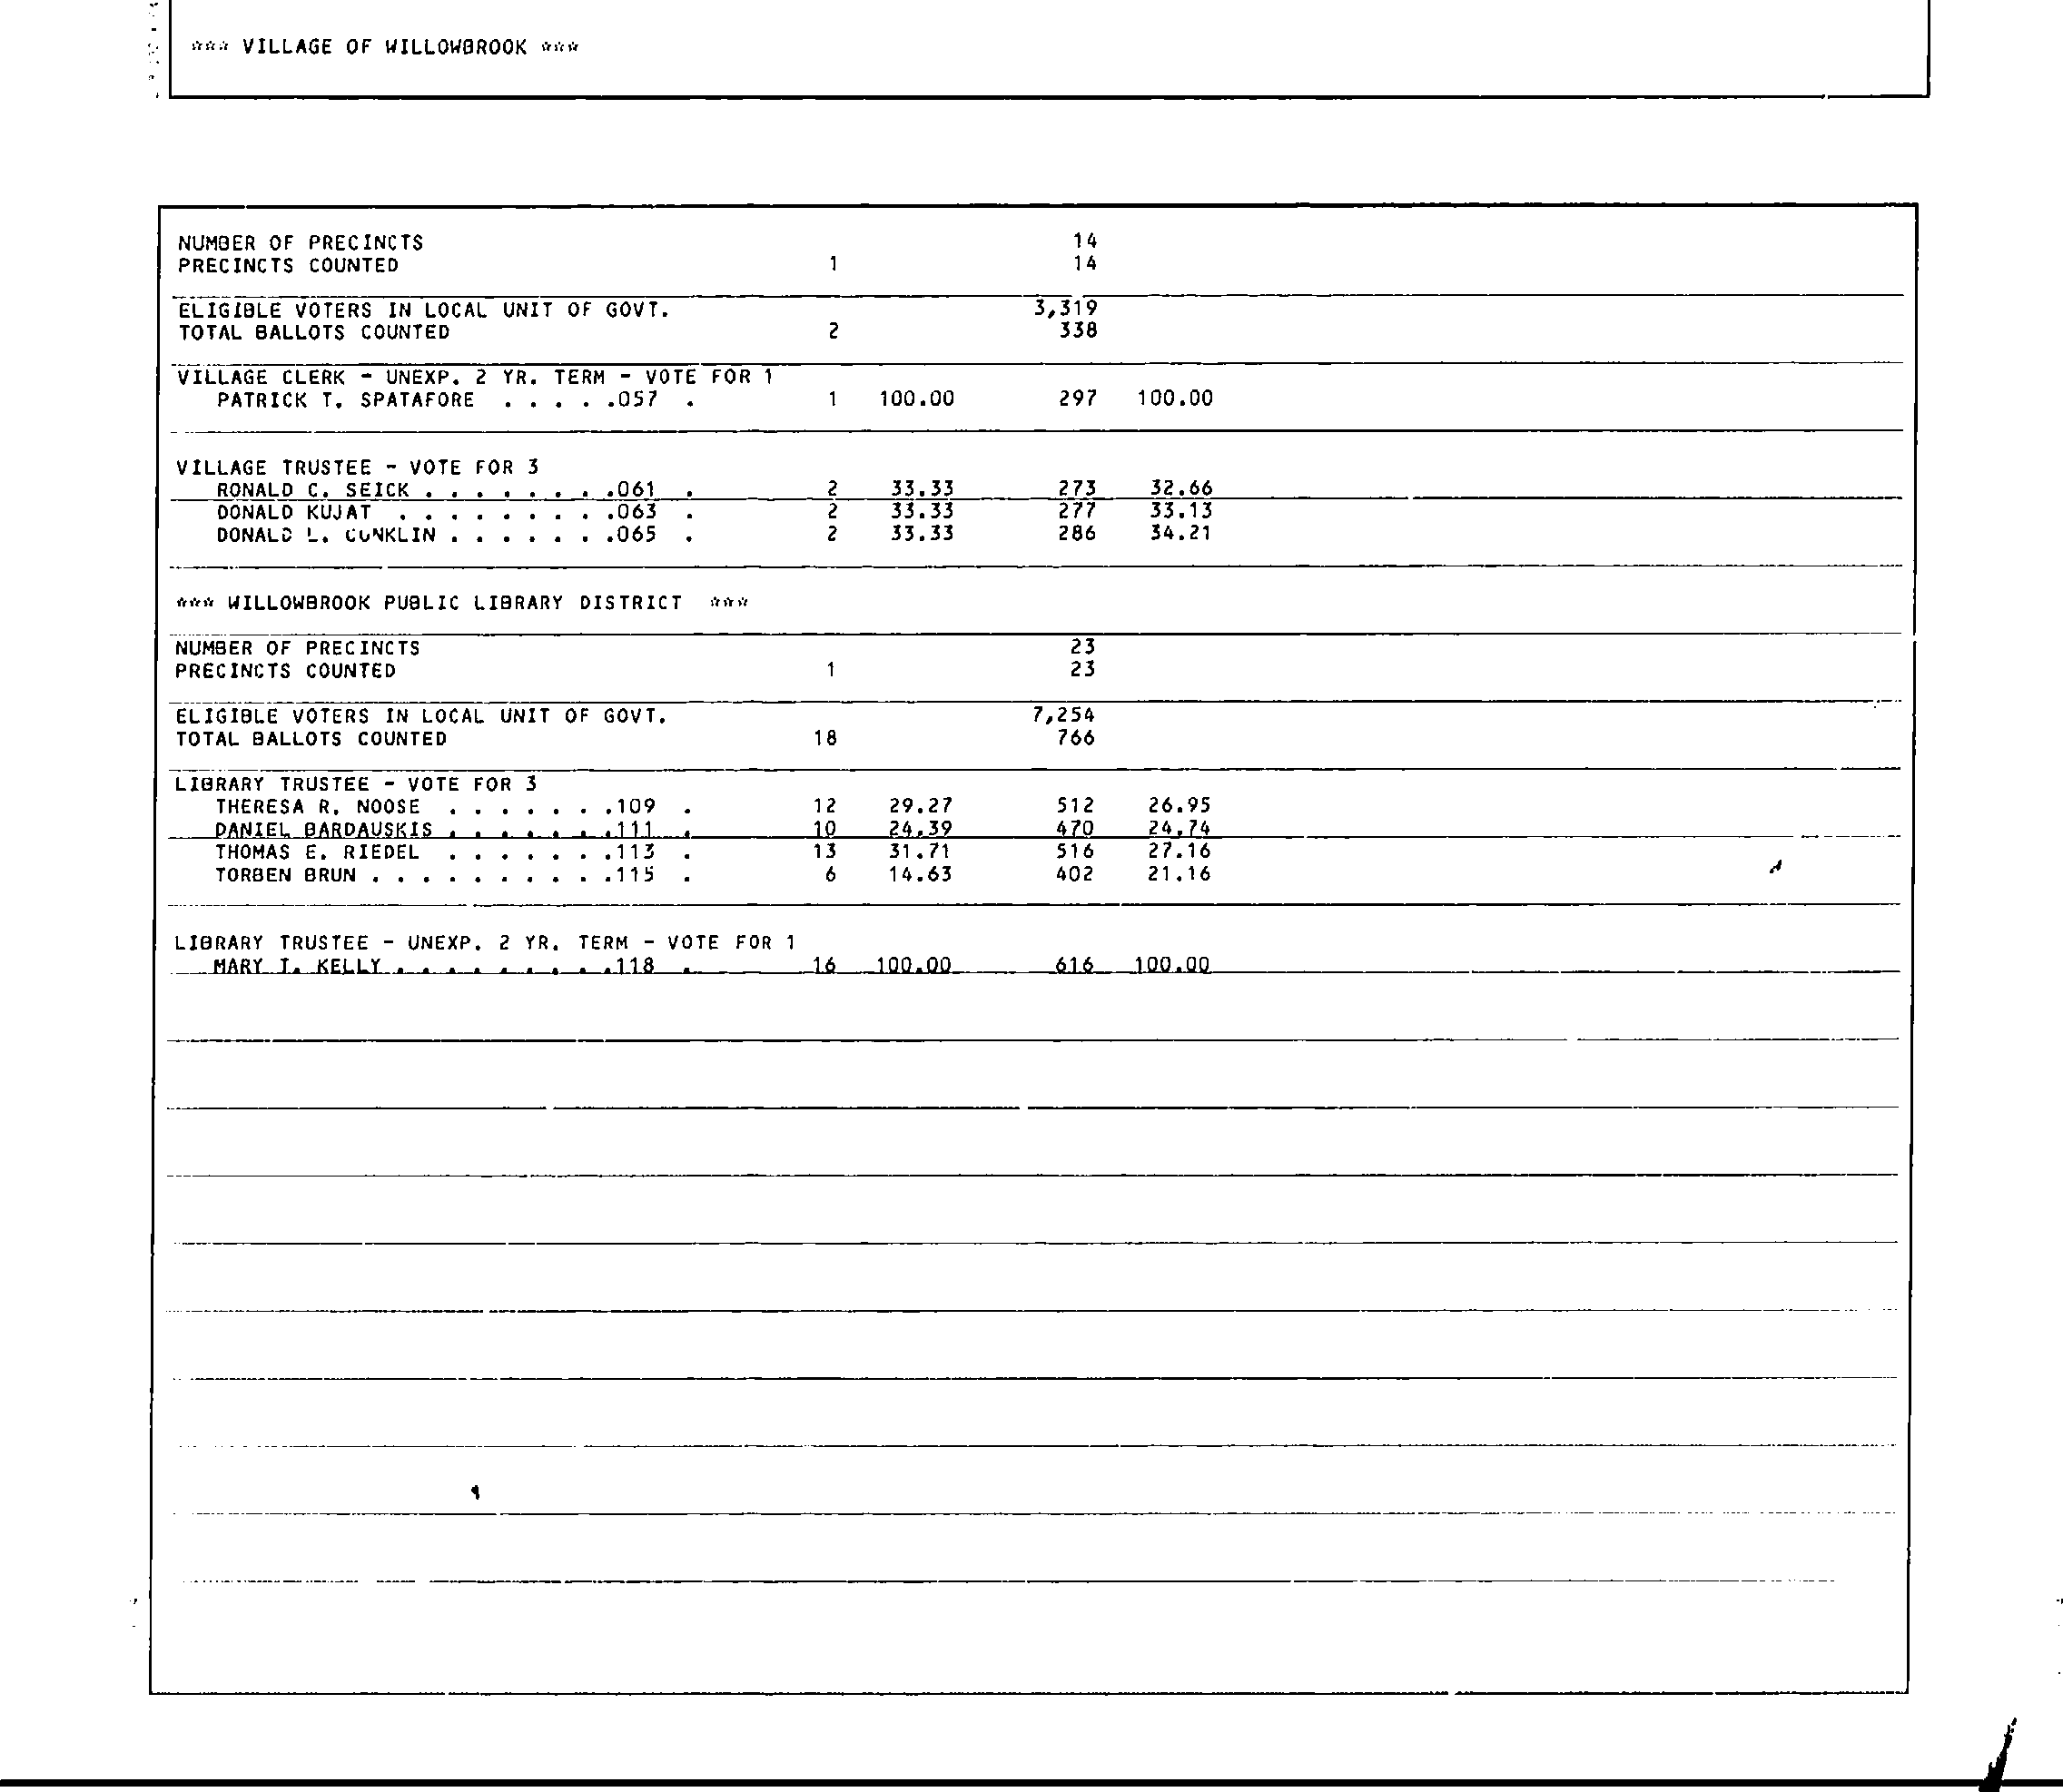 *** VILLAGE OF WILLOWBROOK ***
NUMBER OF PRECINCTS 14
PRECINCTS COUNTED 1 14
ELIGIBLE VOTERS IN LOCAL UNIT OF GOVT. 3,319
TOTAL BALLOTS COUNTED 2 338
VILLAGE CLERK - UNEXP. 2 YR. TERM - VOTE FOR 1
PATRICK T. SPATAFORE . . . . .057 . 1 100.00 297 100.00
VILLAGE TRUSTEE - VOTE FOR 3
RONALD C. SEICK . . . . . . . .061 . 2 33.33 273 32.66
DONALD KUJAT . . . . . . . . .063 . 2 33.33 277 33.13
DONALD L. CONKLIN . . . . . . .065 . 2 33.33 286 34.21
*** WILLOWBROOK PUBLIC LIBRARY DISTRICT ***
NUMBER OF PRECINCTS 23
PRECINCTS COUNTED 1 23
ELIGIBLE VOTERS IN LOCAL UNIT OF GOVT. 7,254
TOTAL BALLOTS COUNTED 18 766
LIBRARY TRUSTEE - VOTE FOR 3
THERESA R. NOOSE . . . . . . .109 . 12 29.27 512 26.95
DANIEL BARDAUSKIS . . . . . . .111 . 10 24.39 470 24.74
THOMAS E. RIEDEL . . . . . . .113 . 13 31.71 516 27.16
TORBEN BRUN . . . . . . . . . .115 . 6 14.63 402 21.16
LIBRARY TRUSTEE - UNEXP. 2 YR. TERM - VOTE FOR 1
MARY I. KELLY . . . . . . . . .118 . 16 100.00 616 100.00